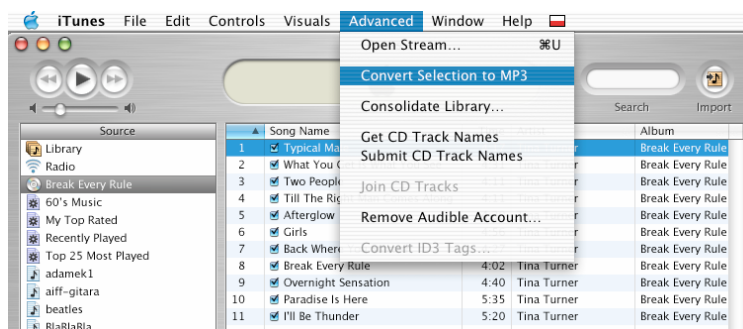 iTunes File Edit Controls Visuals Advanced Window Help
Open Stream... ⌘U
Convert Selection to MP3
Consolidate Library...
Get CD Track Names
Submit CD Track Names
Join CD Tracks
Remove Audible Account...
Convert ID3 Tags...
Search Import
Source
Library
Radio
Break Every Rule
60's Music
My Top Rated
Recently Played
Top 25 Most Played
adamek1
aiff-gitara
beatles
BlaBlaBla
Song Name Album
1 Typical Break Every Rule
2 What You Break Every Rule
3 Two People Break Every Rule
4 Till The Break Every Rule
5 Afterglow Break Every Rule
6 Girls Break Every Rule
7 Back Where Break Every Rule
8 Break Every Rule 4:02 Tina Turner Break Every Rule
9 Overnight Sensation 4:40 Tina Turner Break Every Rule
10 Paradise Is Here 5:35 Tina Turner Break Every Rule
11 I'll Be Thunder 5:20 Tina Turner Break Every Rule